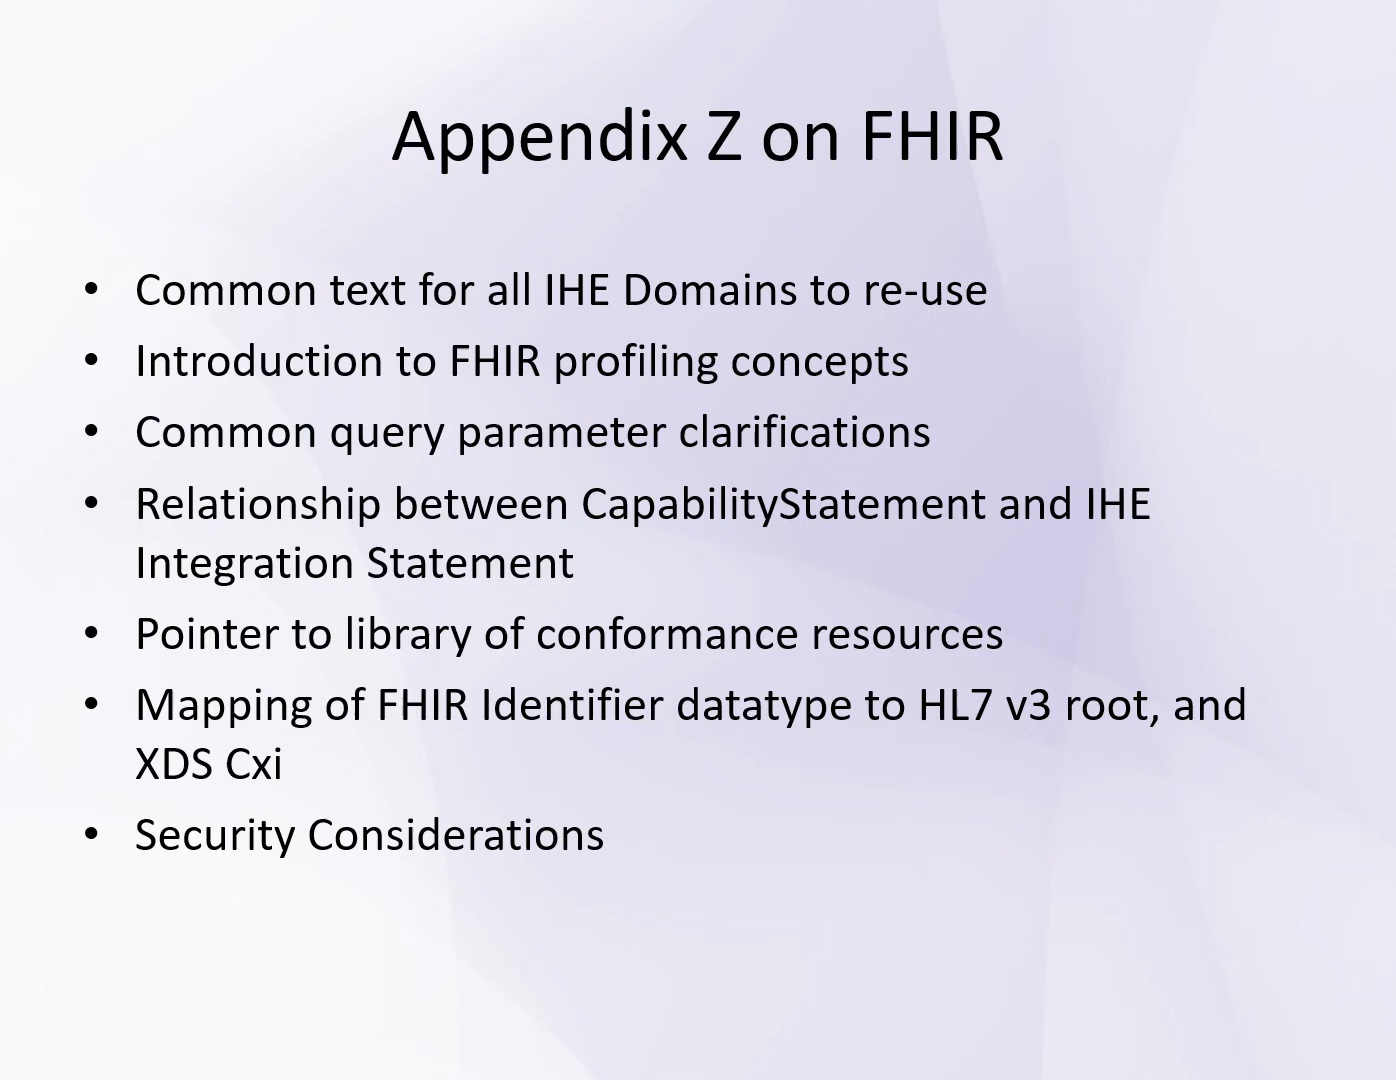 Appendix Z on FHIR
• Common text for all IHE Domains to re-use
• Introduction to FHIR profiling concepts
• Common query parameter clarifications
• Relationship between CapabilityStatement and IHE
Integration Statement
• Pointer to library of conformance resources
• Mapping of FHIR Identifier datatype to HL7 v3 root, and
XDS Cxi
• Security Considerations